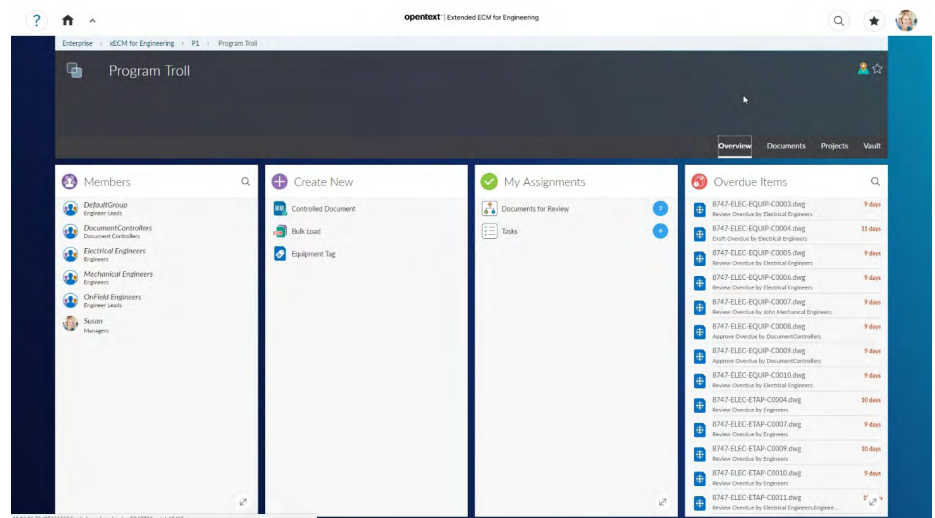 ?
opentext™ | Extended ECM for Engineering
Enterprise > xECM for Engineering > P1 > Program Troll
Program Troll
Overview Documents Projects Vault
Members
DefaultGroup
Engineer Leads
DocumentControllers
Document Controllers
Electrical Engineers
Engineers
Mechanical Engineers
Engineers
OnField Engineers
Engineer Leads
Susan
Managers
Create New
Controlled Document
Bulk Load
Equipment Tag
My Assignments
Documents for Review
Tasks 6
Overdue Items
8747-ELEC-EQUIP-C0003.dwg 9 days
Review Overdue by Electrical Engineers
8747-ELEC-EQUIP-C0004.dwg 11 days
Draft Overdue by Electrical Engineers
8747-ELEC-EQUIP-C0005.dwg 9 days
Review Overdue by Electrical Engineers
8747-ELEC-EQUIP-C0006.dwg 9 days
Review Overdue by Electrical Engineers
8747-ELEC-EQUIP-C0007.dwg 9 days
Review Overdue by John.Mechanical Engineers
8747-ELEC-EQUIP-C0008.dwg 9 days
Approve Overdue by DocumentControllers
8747-ELEC-EQUIP-C0009.dwg 9 days
Approve Overdue by DocumentControllers
8747-ELEC-EQUIP-C0010.dwg 9 days
Review Overdue by Electrical Engineers
8747-ELEC-ETAP-C0004.dwg 10 days
Review Overdue by Engineers
8747-ELEC-ETAP-C0007.dwg 9 days
Review Overdue by Engineers
8747-ELEC-ETAP-C0009.dwg 10 days
Review Overdue by Engineers
8747-ELEC-ETAP-C0010.dwg 9 days
Review Overdue by Engineers
8747-ELEC-ETAP-C0011.dwg
Review Overdue by Electrical Engineers.Enginee...